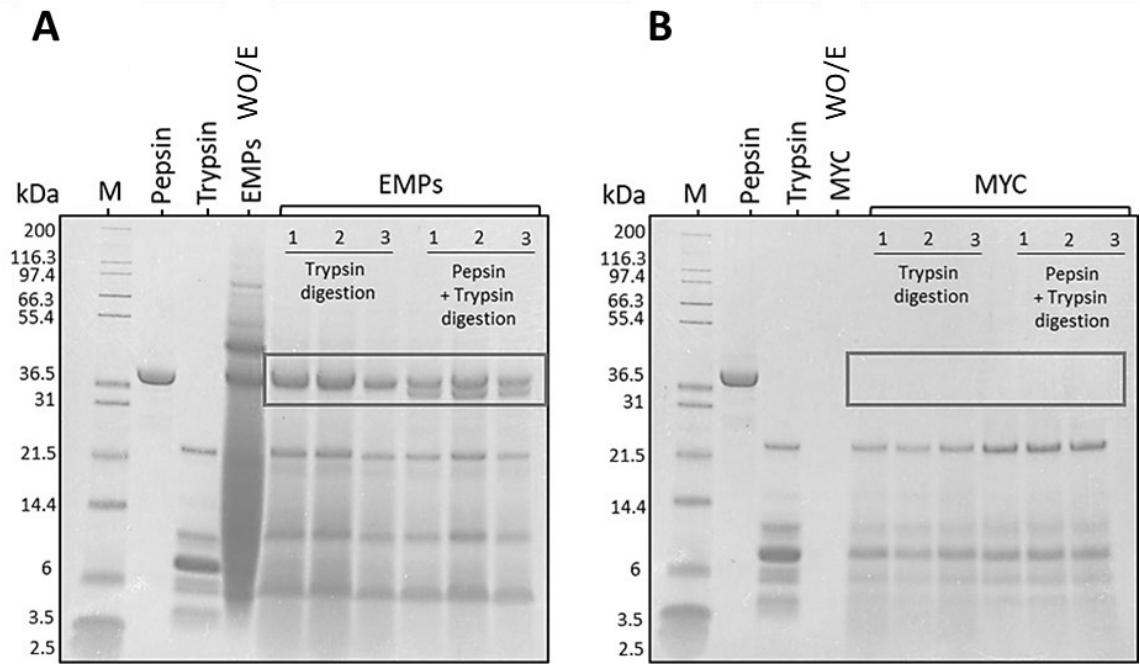 A
kDa
M
Pepsin
Trypsin
EMPs WO/E
EMPs
1 2 3 1 2 3
Trypsin
digestion
Pepsin
+ Trypsin
digestion
200
116.3
97.4
66.3
55.4
36.5
31
21.5
14.4
6
3.5
2.5
B
kDa
M
Pepsin
Trypsin
MYC WO/E
MYC
1 2 3 1 2 3
Trypsin
digestion
Pepsin
+ Trypsin
digestion
200
116.3
97.4
66.3
55.4
36.5
31
21.5
14.4
6
3.5
2.5